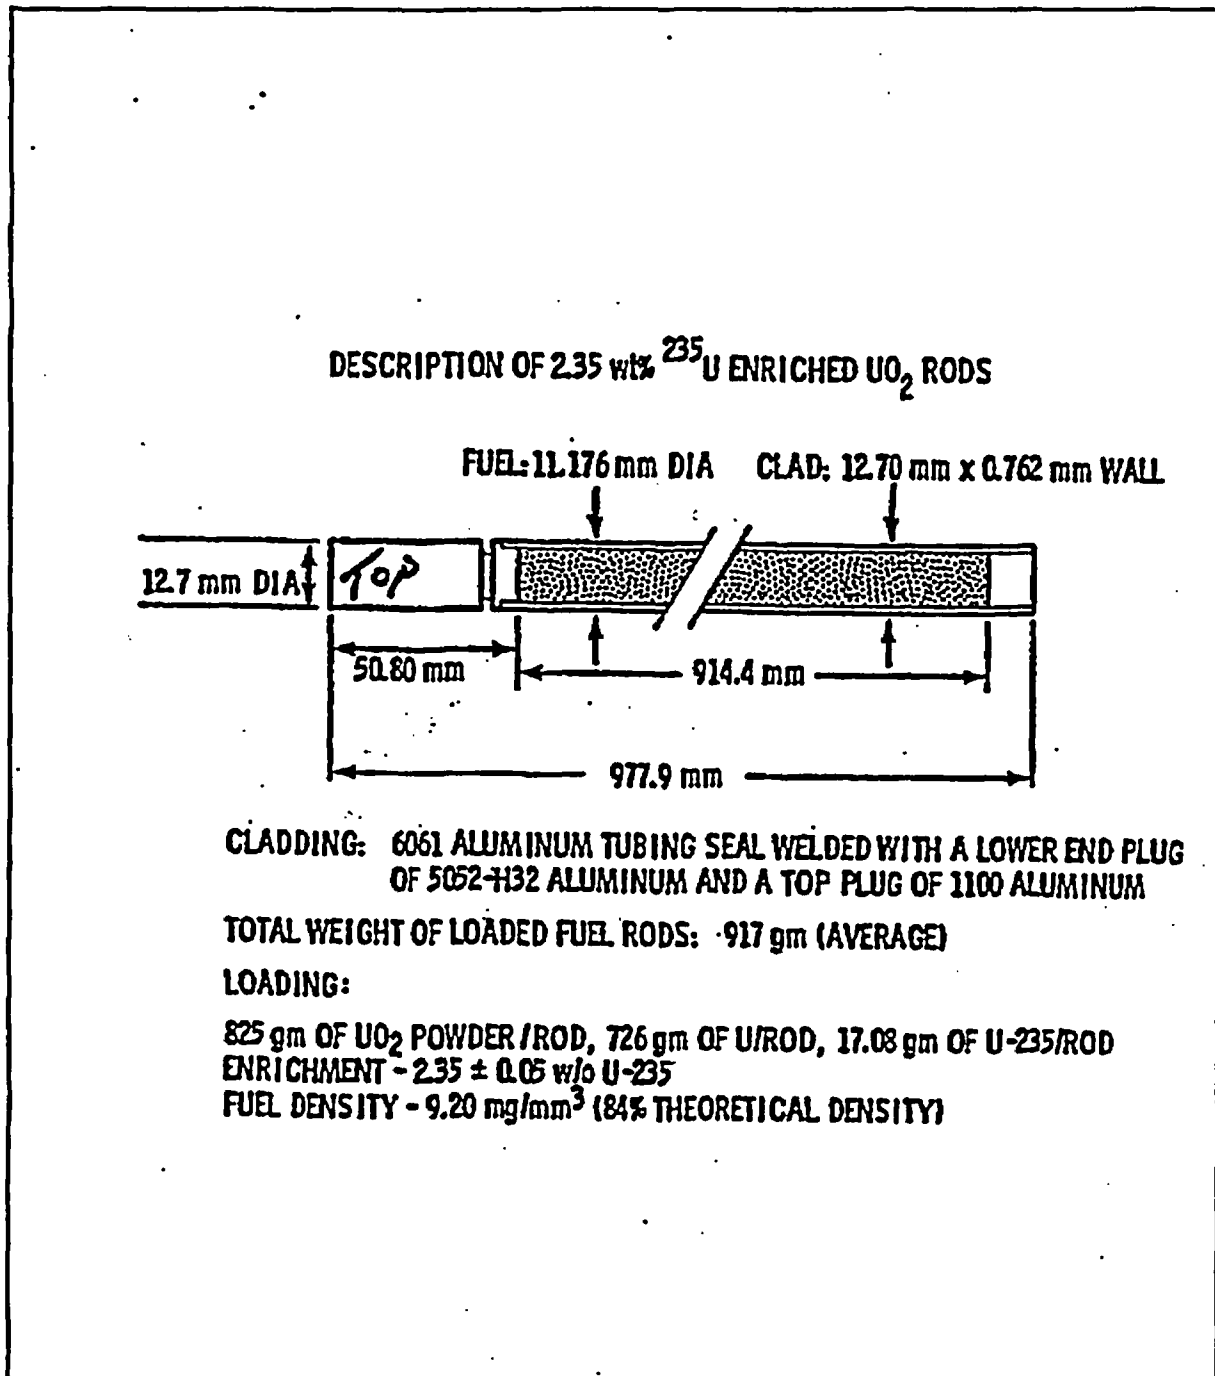 DESCRIPTION OF 2.35 wt% ²³⁵U ENRICHED UO₂ RODS
FUEL: 11.176 mm DIA CLAD: 12.70 mm x 0.762 mm WALL
12.7 mm DIA
TOP
50.80 mm
914.4 mm
977.9 mm
CLADDING: 6061 ALUMINUM TUBING SEAL WELDED WITH A LOWER END PLUG
OF 5052-H32 ALUMINUM AND A TOP PLUG OF 1100 ALUMINUM
TOTAL WEIGHT OF LOADED FUEL RODS: 917 gm (AVERAGE)
LOADING:
825 gm OF UO₂ POWDER/ROD, 726 gm OF U/ROD, 17.08 gm OF U-235/ROD
ENRICHMENT - 2.35 ± 0.05 w/o U-235
FUEL DENSITY - 9.20 mg/mm³ (84% THEORETICAL DENSITY)